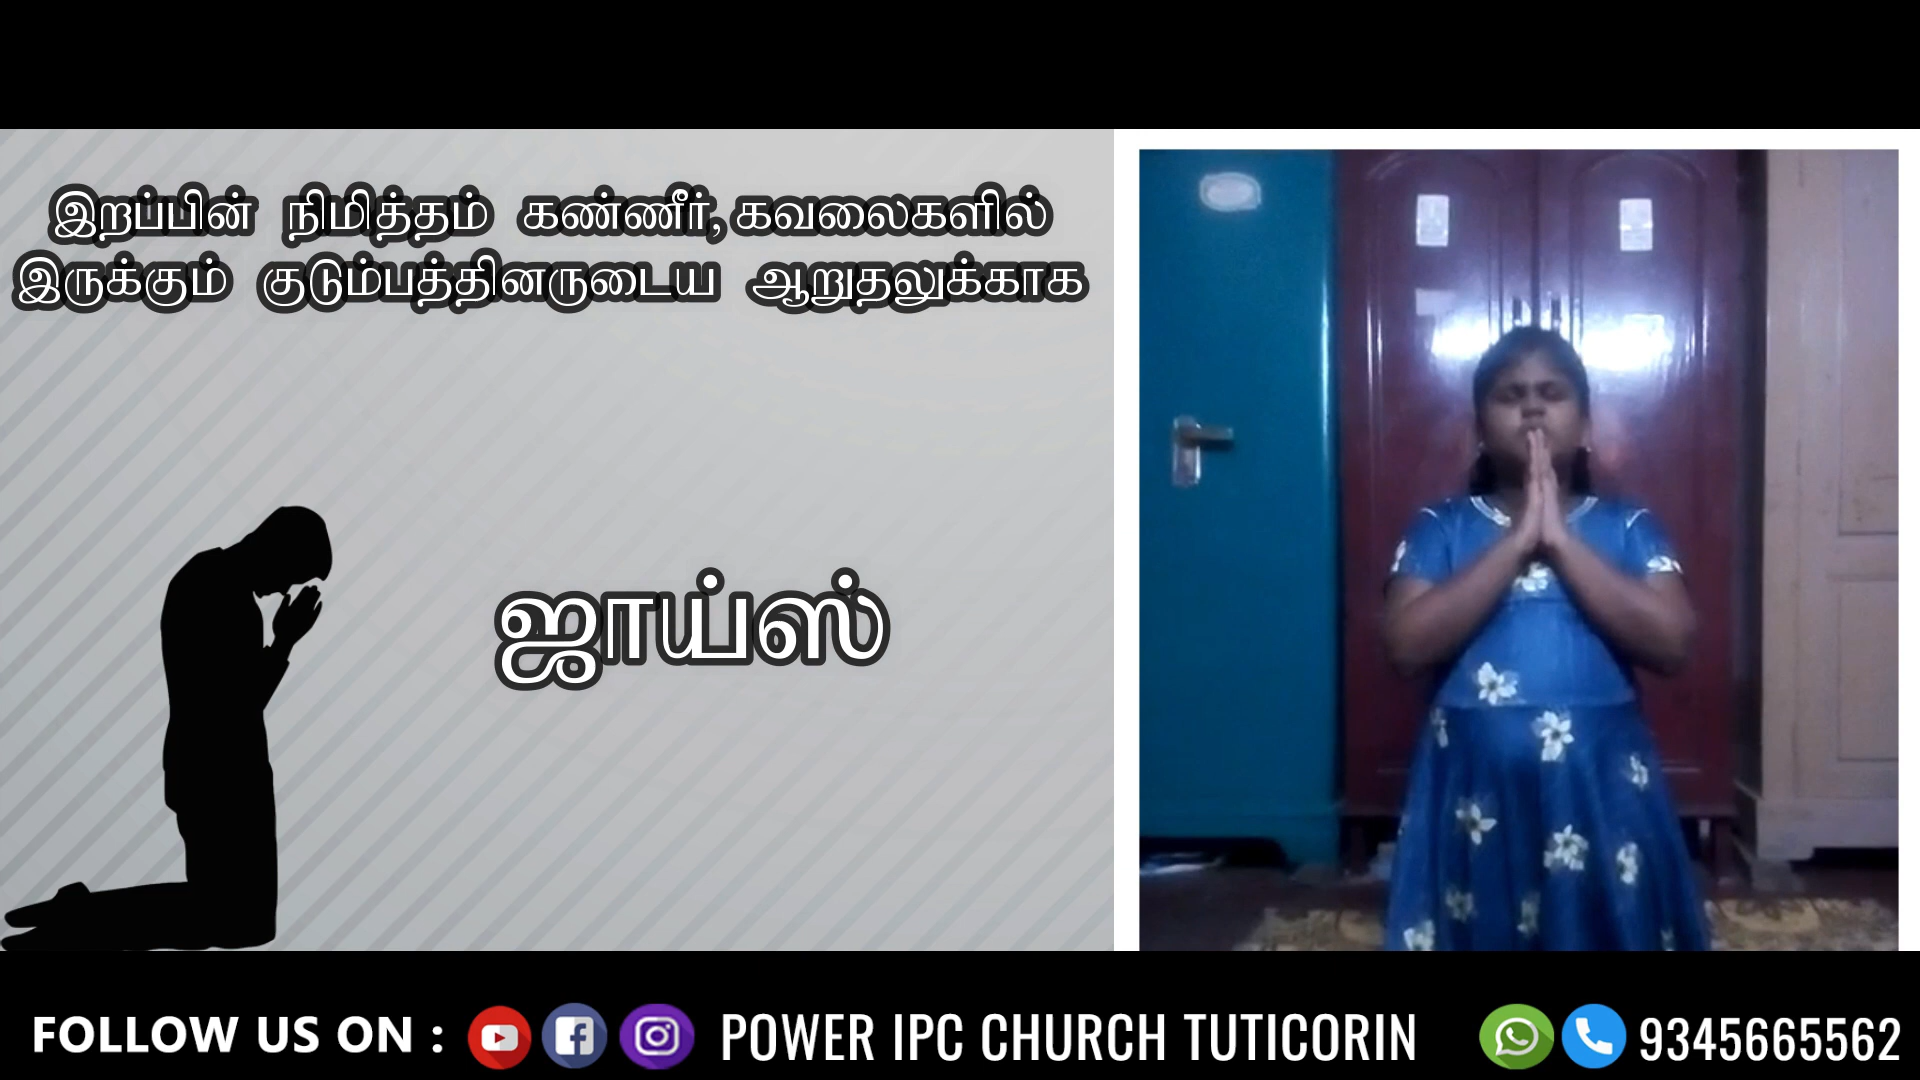 இறப்பின் நிமித்தம் கண்ணீர், கவலைகளில்
இருக்கும் குடும்பத்தினருடைய ஆறுதலுக்காக
ஜாய்ஸ்
FOLLOW US ON : POWER IPC CHURCH TUTICORIN 9345665562